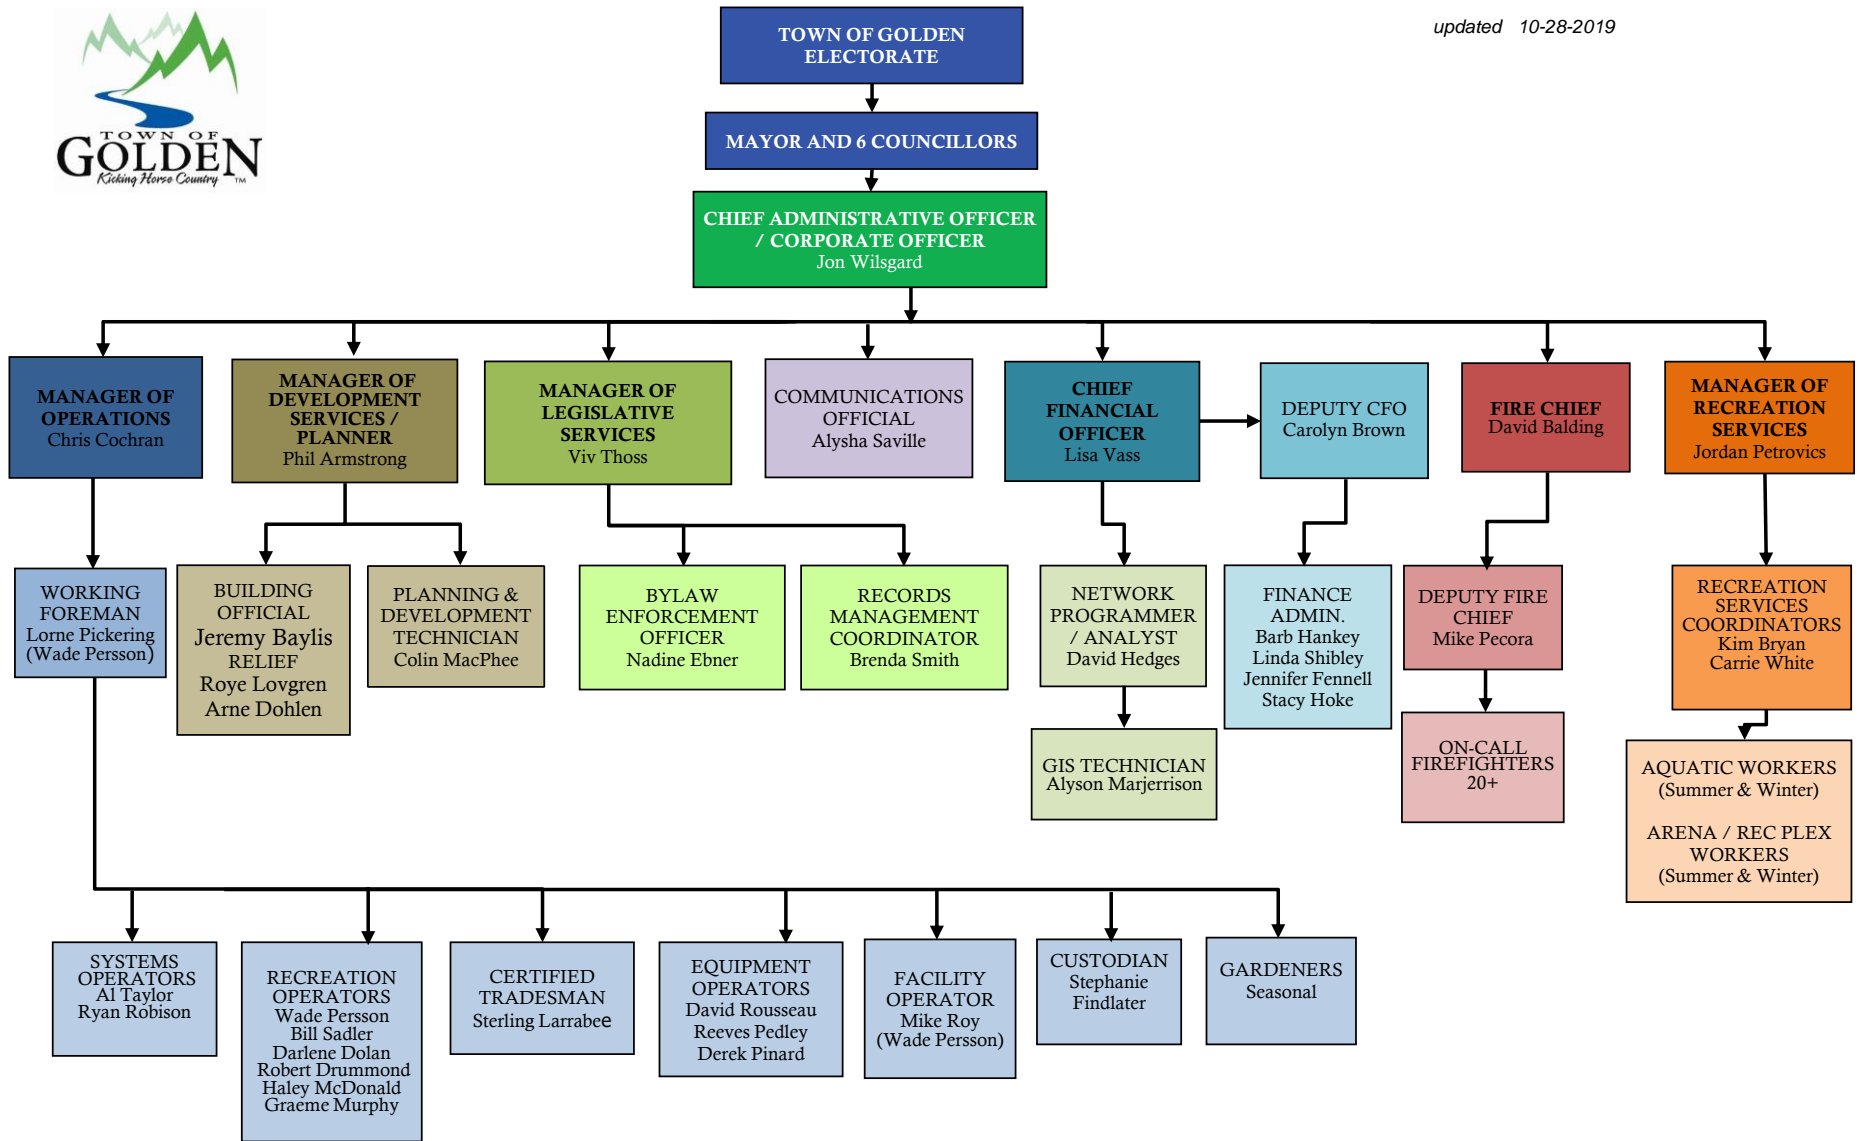 TOWN OF
GOLDEN
Kicking Horse Country TM
updated 10-28-2019
TOWN OF GOLDEN
ELECTORATE
MAYOR AND 6 COUNCILLORS
CHIEF ADMINISTRATIVE OFFICER
/ CORPORATE OFFICER
Jon Wilsgard
MANAGER OF
OPERATIONS
Chris Cochran
MANAGER OF
DEVELOPMENT
SERVICES /
PLANNER
Phil Armstrong
MANAGER OF
LEGISLATIVE
SERVICES
Viv Thoss
COMMUNICATIONS
OFFICIAL
Alysha Saville
CHIEF
FINANCIAL
OFFICER
Lisa Vass
DEPUTY CFO
Carolyn Brown
FIRE CHIEF
David Balding
MANAGER OF
RECREATION
SERVICES
Jordan Petrovics
WORKING
FOREMAN
Lorne Pickering
(Wade Persson)
BUILDING
OFFICIAL
Jeremy Baylis
RELIEF
Roye Lovgren
Arne Dohlen
PLANNING &
DEVELOPMENT
TECHNICIAN
Colin MacPhee
BYLAW
ENFORCEMENT
OFFICER
Nadine Ebner
RECORDS
MANAGEMENT
COORDINATOR
Brenda Smith
NETWORK
PROGRAMMER
/ ANALYST
David Hedges
FINANCE
ADMIN.
Barb Hankey
Linda Shibley
Jennifer Fennell
Stacy Hoke
DEPUTY FIRE
CHIEF
Mike Pecora
RECREATION
SERVICES
COORDINATORS
Kim Bryan
Carrie White
GIS TECHNICIAN
Alyson Marjerrison
ON-CALL
FIREFIGHTERS
20+
AQUATIC WORKERS
(Summer & Winter)
ARENA / REC PLEX
WORKERS
(Summer & Winter)
SYSTEMS
OPERATORS
Al Taylor
Ryan Robison
RECREATION
OPERATORS
Wade Persson
Bill Sadler
Darlene Dolan
Robert Drummond
Haley McDonald
Graeme Murphy
CERTIFIED
TRADESMAN
Sterling Larrabee
EQUIPMENT
OPERATORS
David Rousseau
Reeves Pedley
Derek Pinard
FACILITY
OPERATOR
Mike Roy
(Wade Persson)
CUSTODIAN
Stephanie
Findlater
GARDENERS
Seasonal